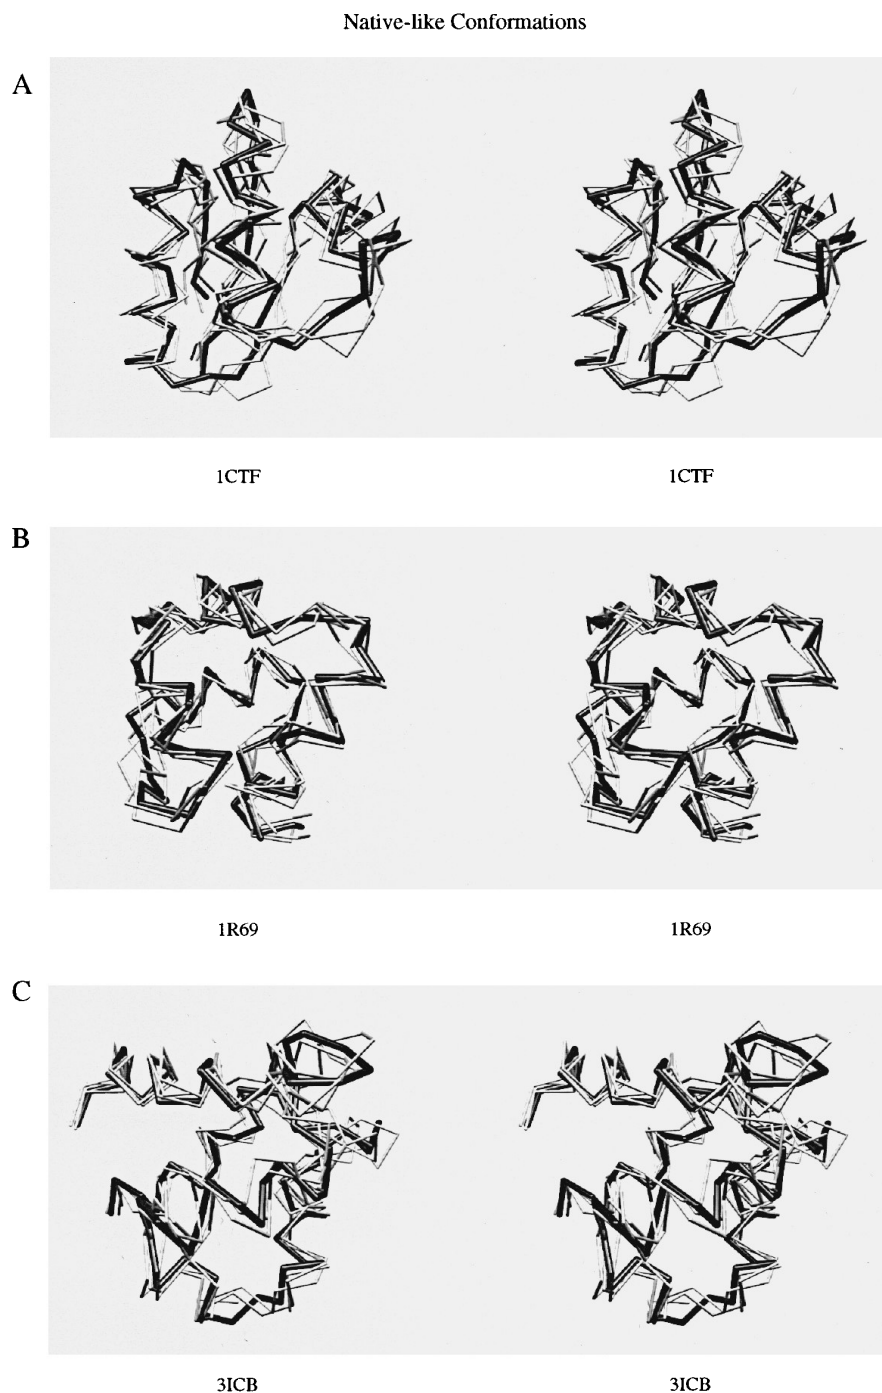 Native-like Conformations
A
1CTF 1CTF
B
1R69 1R69
C
3ICB 3ICB